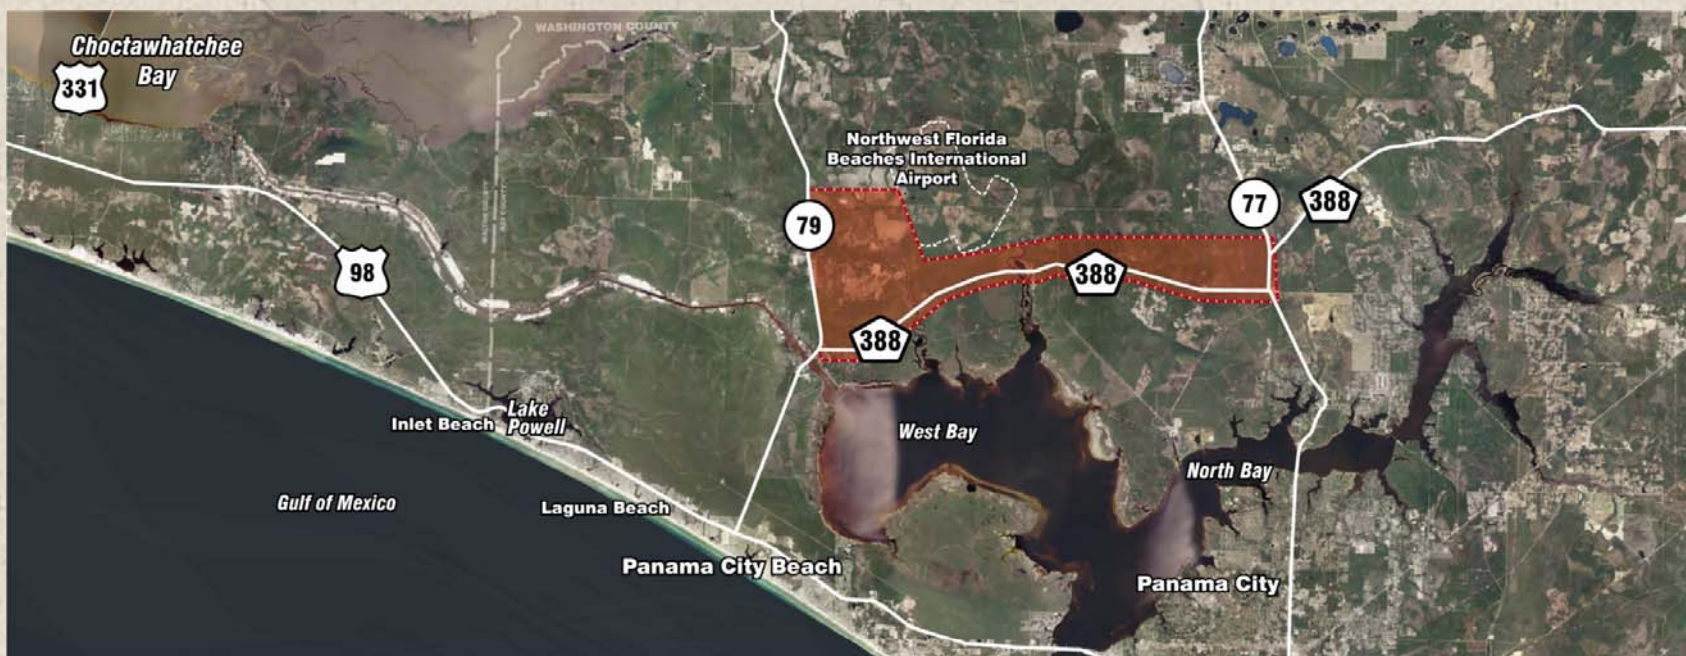 WASHINGTON COUNTY
Choctawhatchee
Bay
331
Northwest Florida
Beaches International
Airport
79
77
388
98
388
388
Lake
Powell
Inlet Beach
West Bay
North Bay
Gulf of Mexico
Laguna Beach
Panama City Beach
Panama City